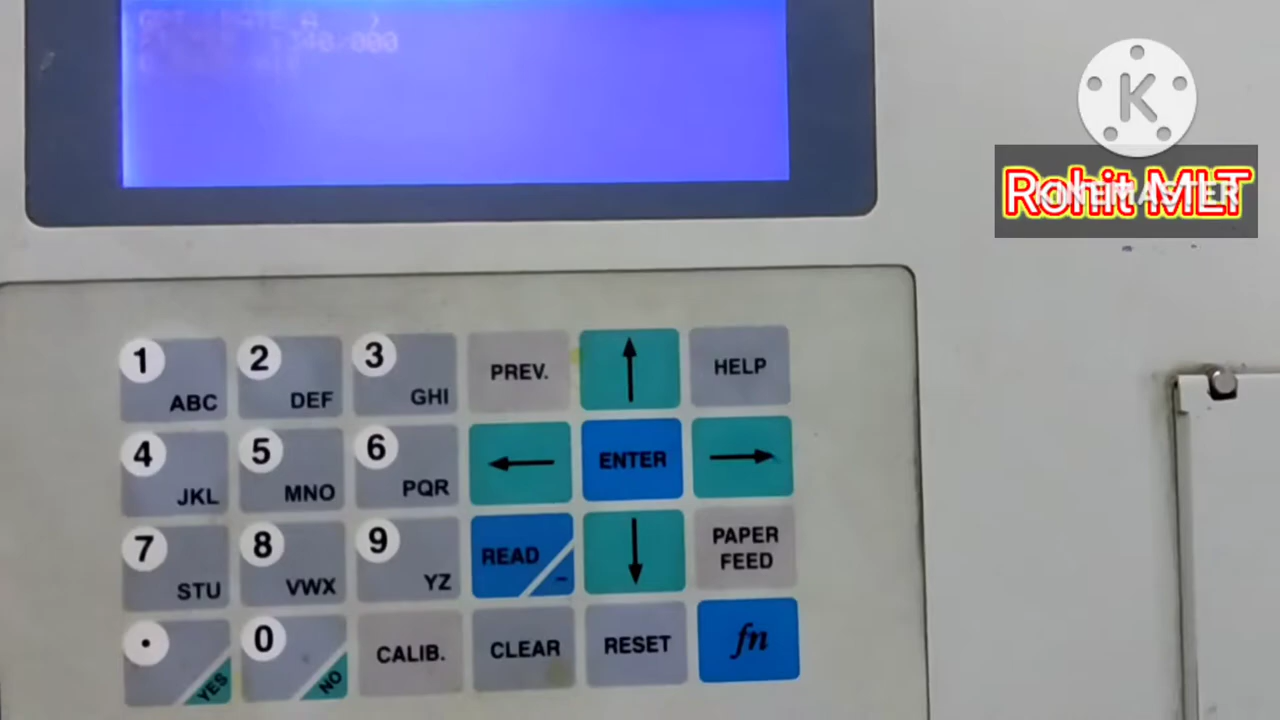 K
Rohit MLT
KINEMASTER
1 ABC
2 DEF
3 GHI
PREV.
HELP
4 JKL
5 MNO
6 PQR
ENTER
7 STU
8 VWX
9 YZ
READ
–
PAPER
FEED
. YES
0 NO
CALIB.
CLEAR
RESET
fn